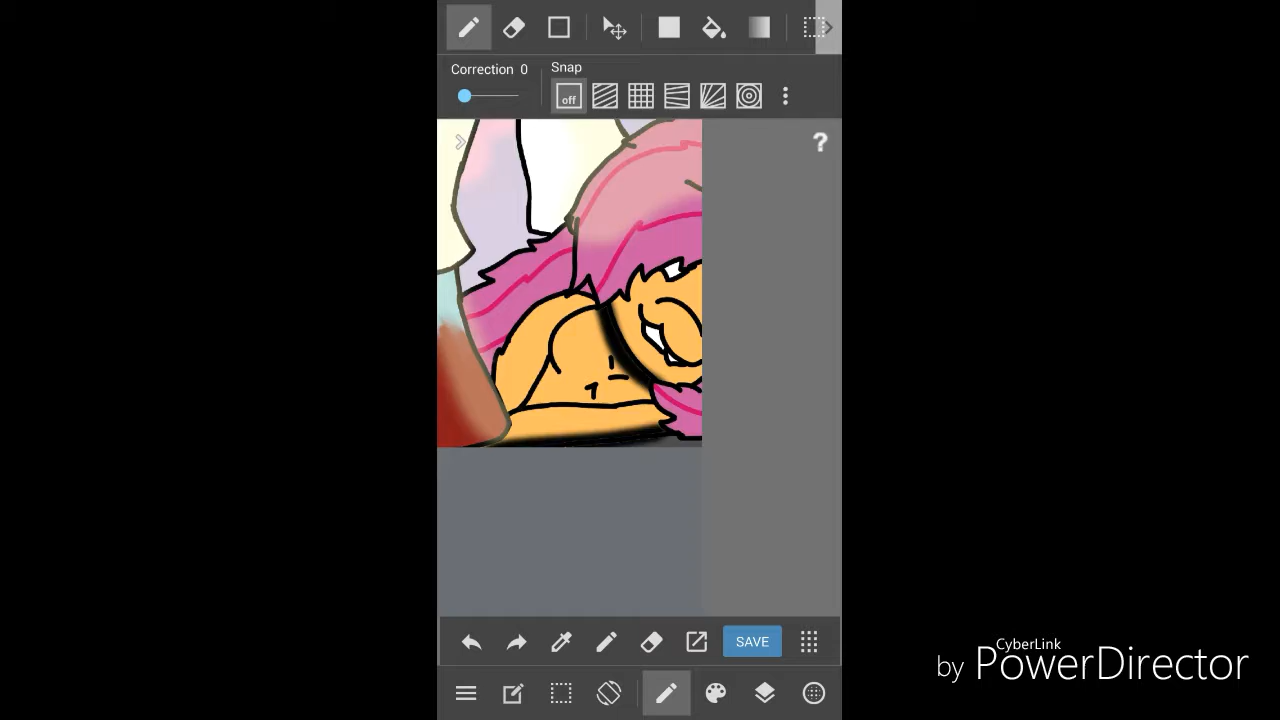 Correction 0
Snap
off
?
SAVE
CyberLink
by PowerDirector